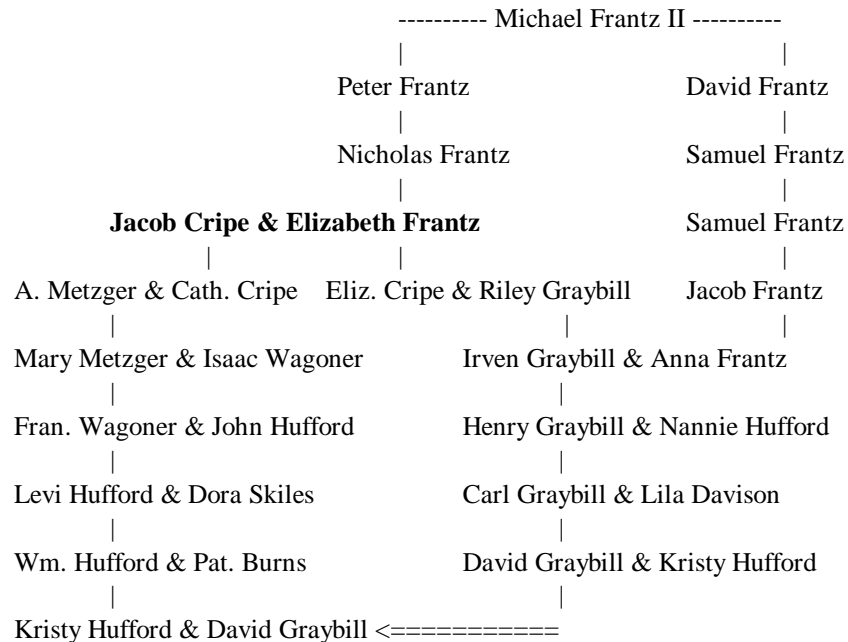 ---------- Michael Frantz II ----------
| |
Peter Frantz David Frantz
| |
Nicholas Frantz Samuel Frantz
| |
Jacob Cripe & Elizabeth Frantz Samuel Frantz
| | |
A. Metzger & Cath. Cripe Eliz. Cripe & Riley Graybill Jacob Frantz
| | |
Mary Metzger & Isaac Wagoner Irven Graybill & Anna Frantz
| |
Fran. Wagoner & John Hufford Henry Graybill & Nannie Hufford
| |
Levi Hufford & Dora Skiles Carl Graybill & Lila Davison
| |
Wm. Hufford & Pat. Burns David Graybill & Kristy Hufford
| |
Kristy Hufford & David Graybill <===========